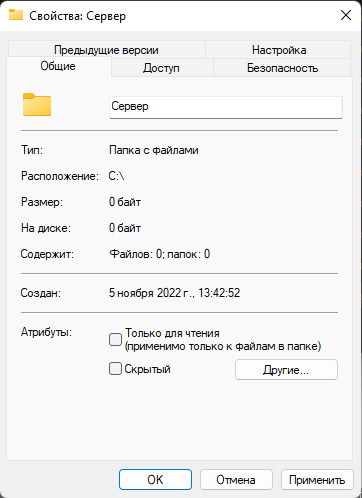 Свойства: Сервер
Предыдущие версии Настройка
Общие Доступ Безопасность
Сервер
Тип: Папка с файлами
Расположение: C:\
Размер: 0 байт
На диске: 0 байт
Содержит: Файлов: 0; папок: 0
Создан: 5 ноября 2022 г., 13:42:52
Атрибуты: Только для чтения
(применимо только к файлам в папке)
Скрытый Другие...
OK Отмена Применить